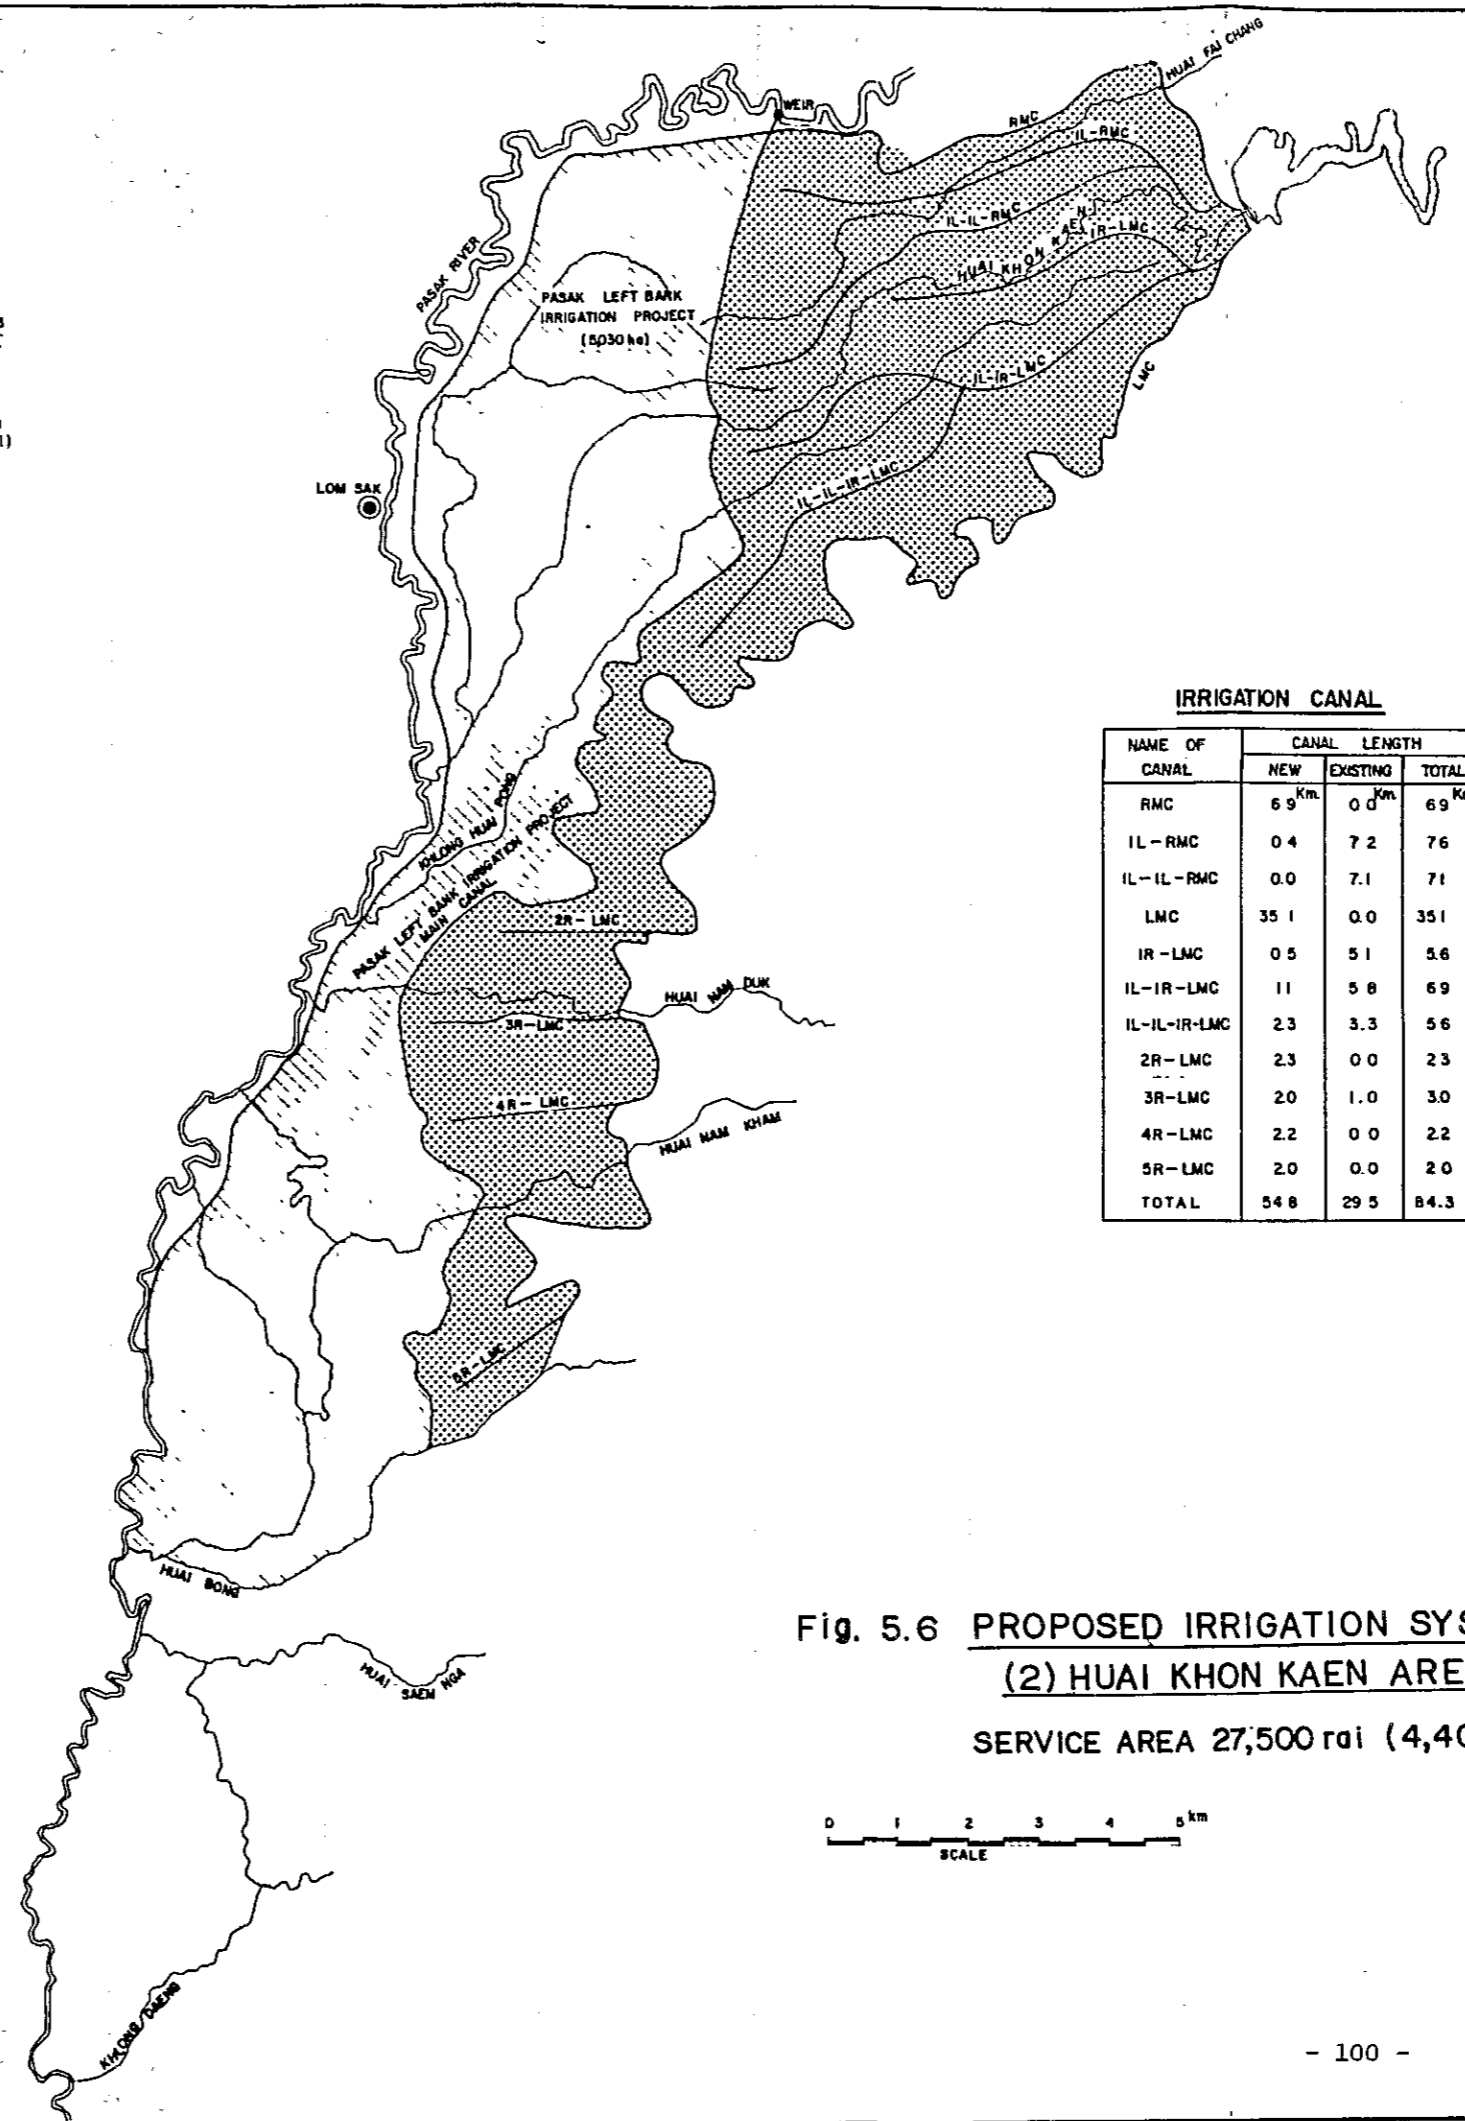 HUAI FAI CHANG
WEIR
RMC
IL-RMC
IL-IL-RMC
HUAI KHON KAEN
IR-LMC
PASAK RIVER
PASAK LEFT BANK
IRRIGATION PROJECT
(5,030 ha)
IL-IR-LMC
LMC
LOM SAK
IL-IL-IR-LMC
KHLONG HUAI PONG
PASAK LEFT BANK IRRIGATION PROJECT
MAIN CANAL
2R-LMC
HUAI NAM DUK
3R-LMC
4R-LMC
HUAI NAM KHAM
5R-LMC
HUAI BONG
HUAI SAEM NGA
KHLONG DAENG
IRRIGATION CANAL
NAME OF CANAL CANAL LENGTH
NEW EXISTING TOTAL
RMC 6.9 Km. 0.0 Km. 6.9
IL-RMC 0.4 7.2 7.6
IL-IL-RMC 0.0 7.1 7.1
LMC 35.1 0.0 35.1
IR-LMC 0.5 5.1 5.6
IL-IR-LMC 1.1 5.8 6.9
IL-IL-IR-LMC 2.3 3.3 5.6
2R-LMC 2.3 0.0 2.3
3R-LMC 2.0 1.0 3.0
4R-LMC 2.2 0.0 2.2
5R-LMC 2.0 0.0 2.0
TOTAL 54.8 29.5 84.3
Fig. 5.6 PROPOSED IRRIGATION SYS
(2) HUAI KHON KAEN ARE
SERVICE AREA 27,500 rai (4,40
0 1 2 3 4 5 km
SCALE
- 100 -